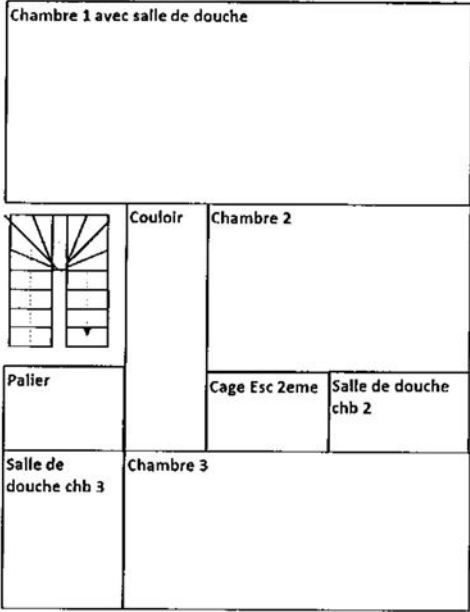 Chambre 1 avec salle de douche
Couloir
Chambre 2
Palier
Cage Esc 2eme
Salle de douche
chb 2
Salle de
douche chb 3
Chambre 3